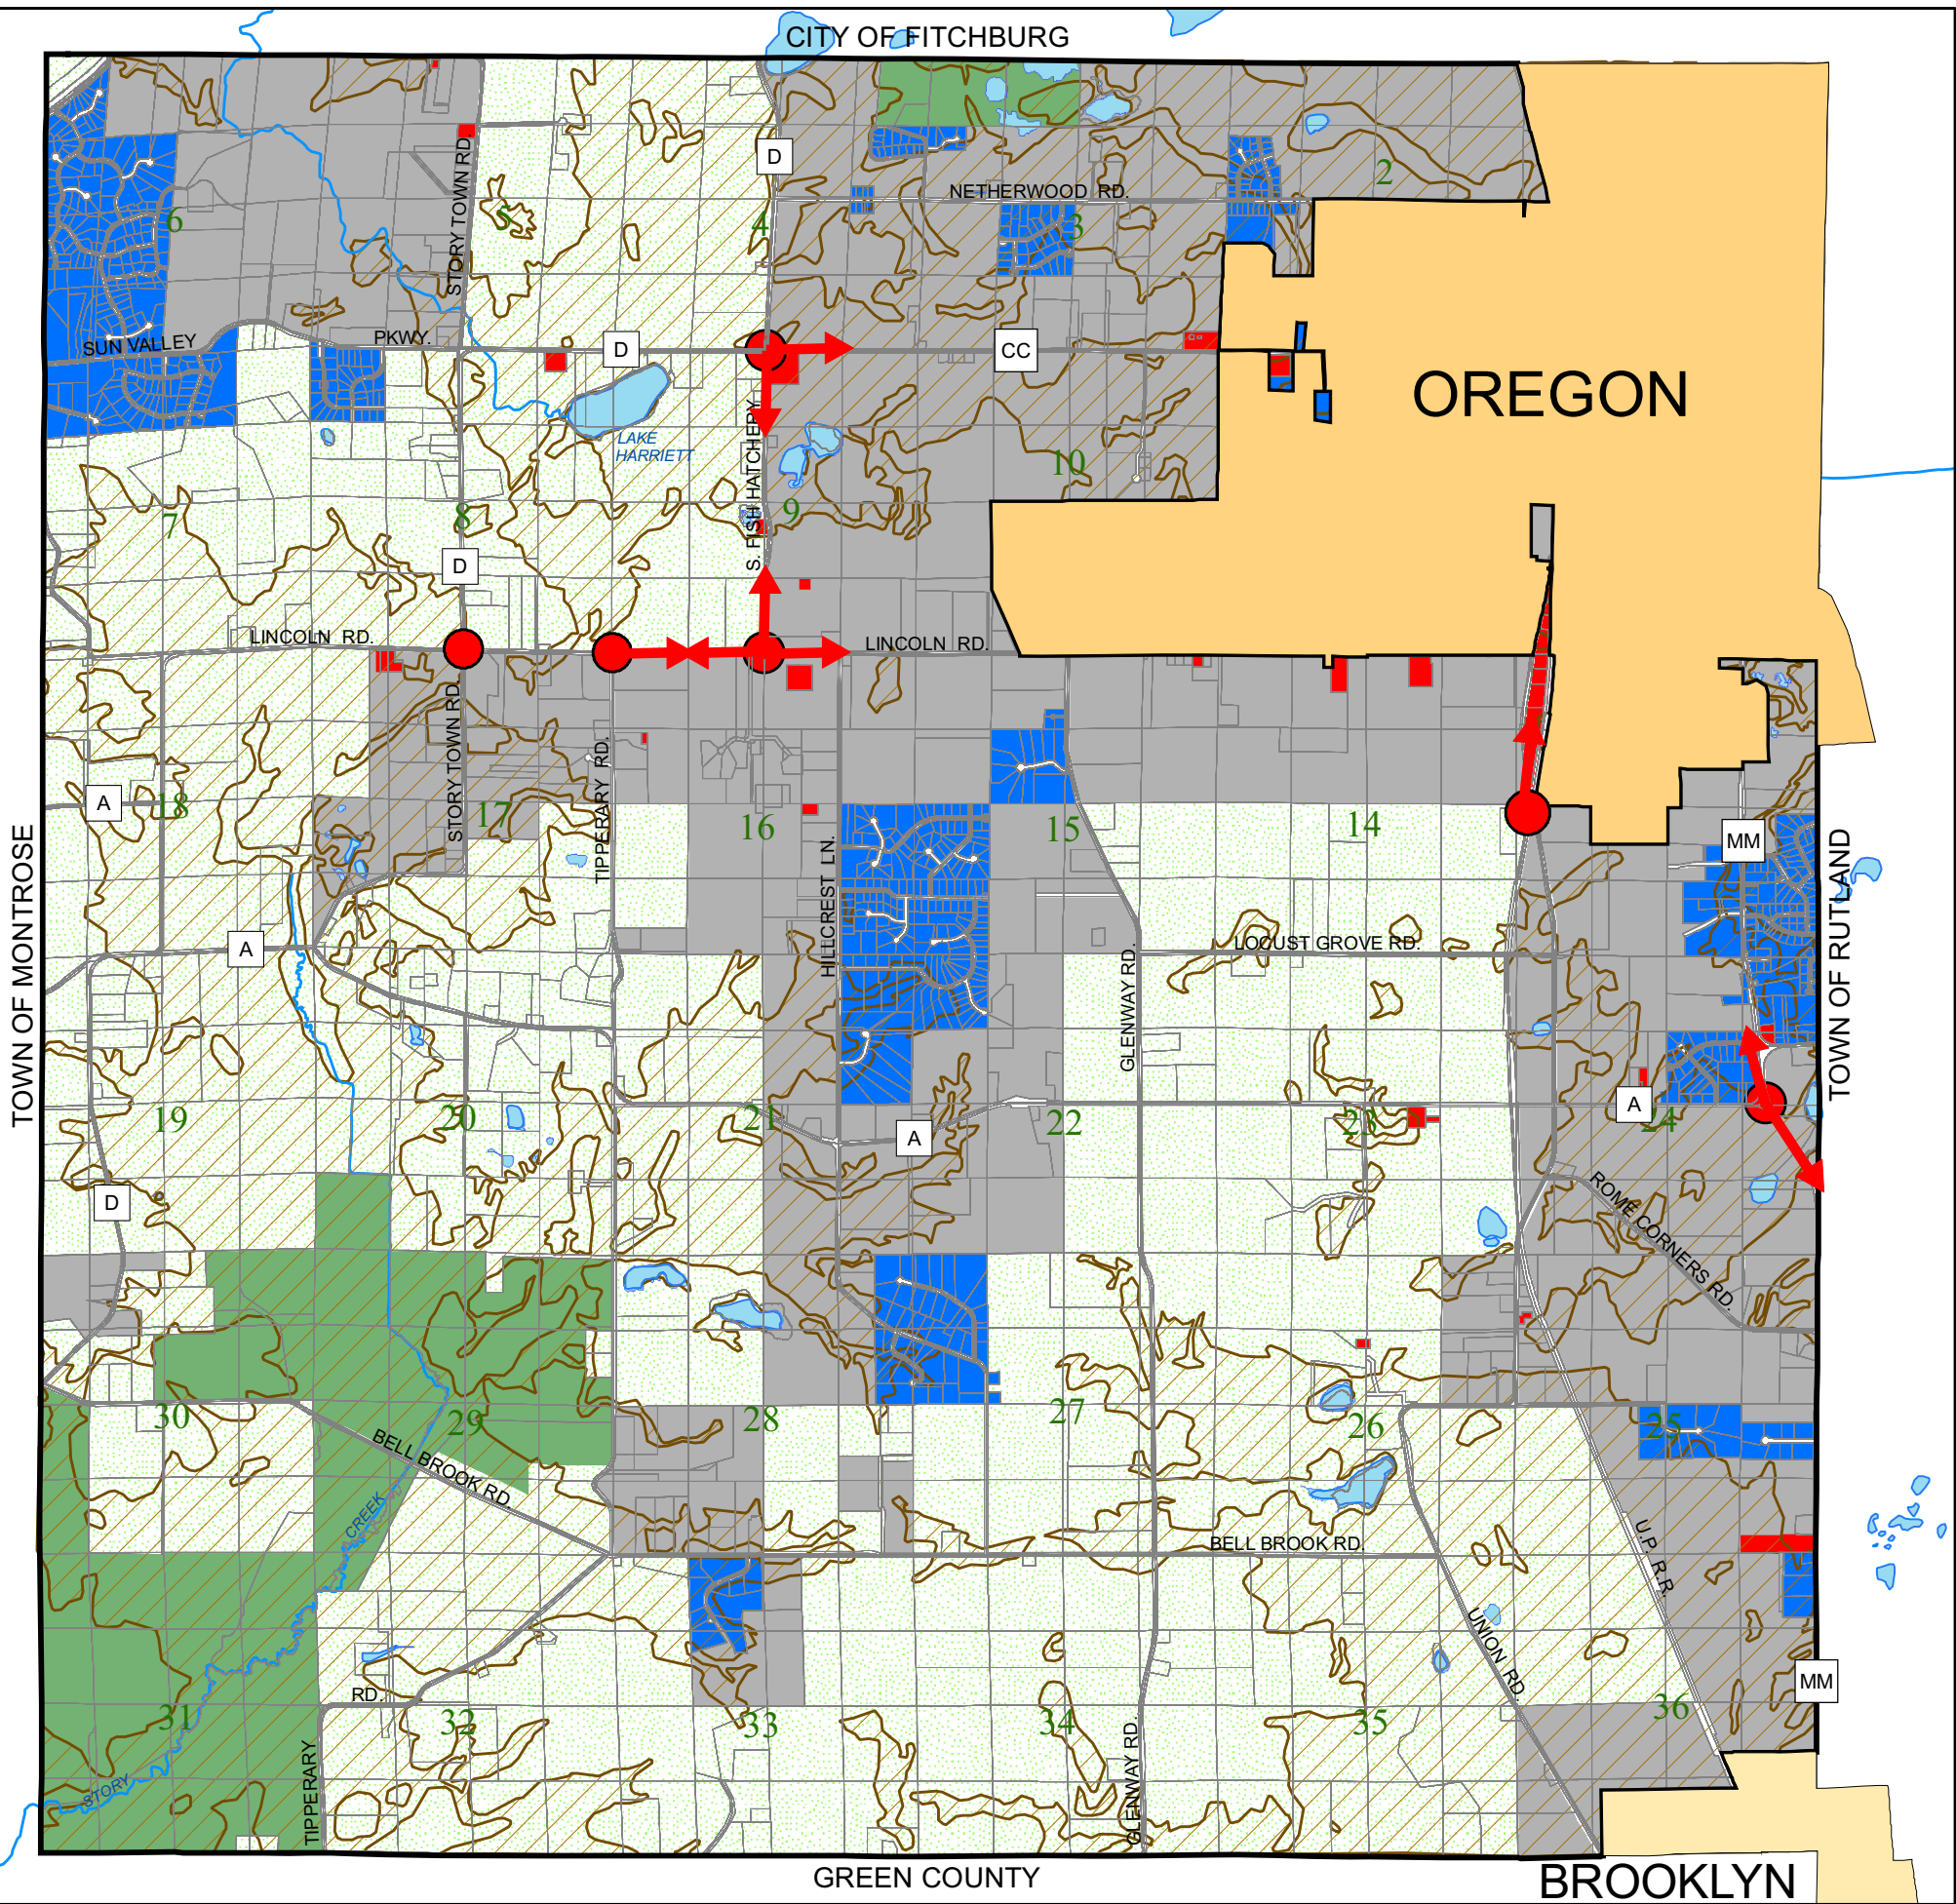 CITY OF FITCHBURG
D
2
NETHERWOOD RD.
STORY TOWN RD.
6
5
4
3
SUN VALLEY
PKWY.
D
CC
OREGON
S. FISH HATCHERY
LAKE
HARRIETT
10
7
8
9
D
LINCOLN RD.
LINCOLN RD.
STORY TOWN RD.
TIPPERARY RD.
A
18
17
16
15
14
MM
HILLCREST LN.
TOWN OF MONTROSE
TOWN OF RUTLAND
A
GLENWAY RD.
LOCUST GROVE RD.
19
20
21
22
23
A
24
A
D
ROME CORNERS RD.
30
29
28
27
26
25
BELL BROOK RD.
CREEK
BELL BROOK RD.
U.P. R.R.
UNION RD.
MM
RD.
31
32
33
34
35
36
TIPPERARY
STORY
GLENWAY RD.
GREEN COUNTY
BROOKLYN